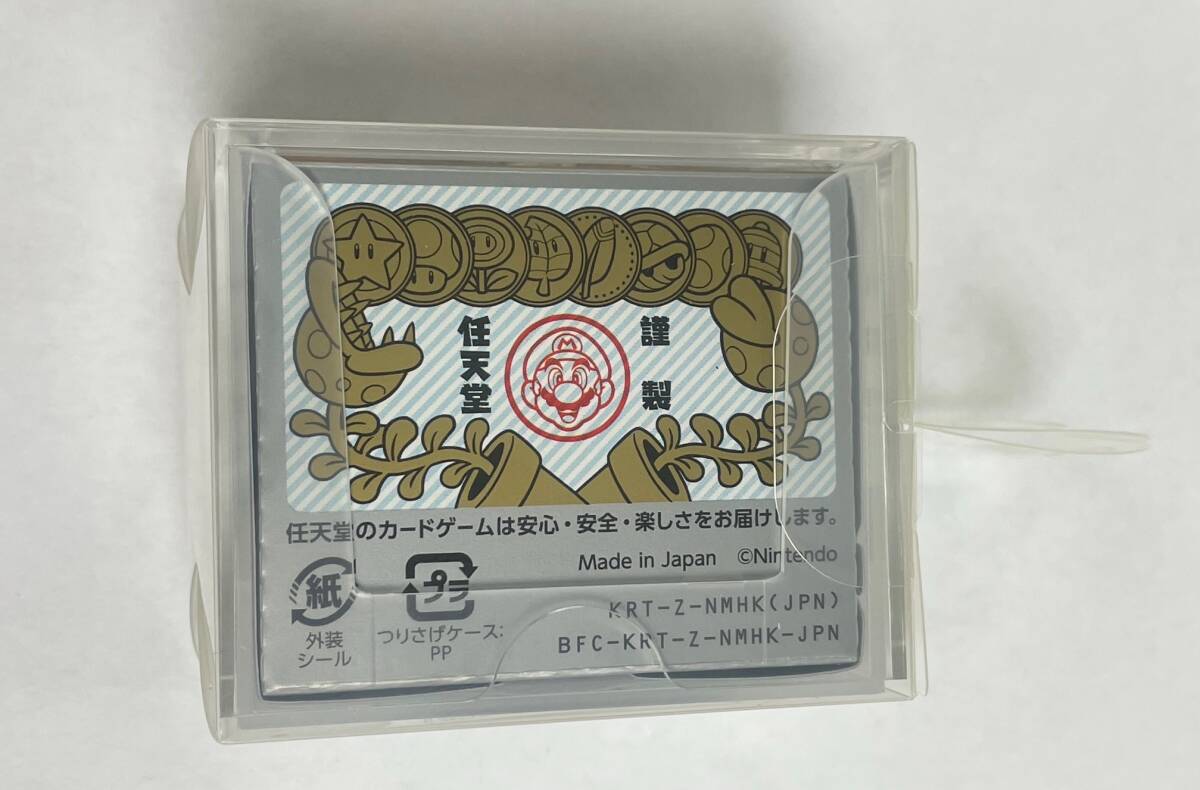 任天堂
謹製
任天堂のカードゲームは安心・安全・楽しさをお届けします。
Made in Japan ©Nintendo
紙
外装
シール
プラ
つりさげケース:
PP
KRT-Z-NMHK(JPN)
BFC-KRT-Z-NMHK-JPN